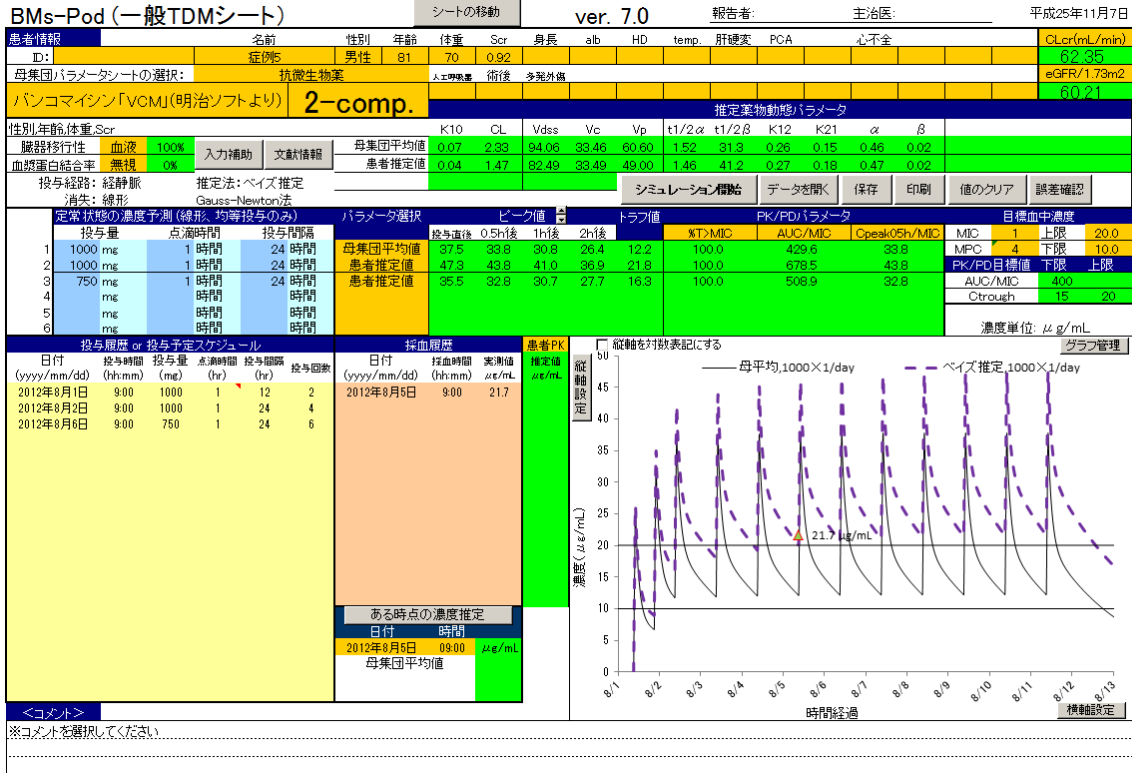 BMs-Pod (一般TDMシート) シートの移動 ver. 7.0 報告者: 主治医: 平成25年11月7日
患者情報 名前 性別 年齢 体重 Scr 身長 alb HD temp. 肝硬変 PCA 心不全 CLcr(mL/min)
ID: 症例5 男性 81 70 0.92 62.35
母集団パラメータシートの選択: 抗微生物薬 人工呼吸器 術後 多発外傷 eGFR/1.73m2
バンコマイシン「VCM」(明治ソフトより) 2-comp. 60.21
推定薬物動態パラメータ
性別,年齢,体重,Scr K10 CL Vdss Vc Vp t1/2α t1/2β K12 K21 α β
臓器移行性 血液 100% 入力補助 文献情報 母集団平均値 0.07 2.33 94.06 33.46 60.60 1.52 31.3 0.26 0.15 0.46 0.02
血漿蛋白結合率 無視 0% 患者推定値 0.04 1.47 82.49 33.49 49.00 1.46 41.2 0.27 0.18 0.47 0.02
投与経路: 経静脈 推定法:ベイズ推定 シミュレーション開始 データを開く 保存 印刷 値のクリア 誤差確認
消失: 線形 Gauss-Newton法
定常状態の濃度予測(線形、均等投与のみ) パラメータ選択 ピーク値 トラフ値 PK/PDパラメータ 目標血中濃度
投与量 点滴時間 投与間隔 投与直後 0.5h後 1h後 2h後 %T>MIC AUC/MIC Cpeak05h/MIC MIC 1 上限 20.0
1 1000 mg 1 時間 24 時間 母集団平均値 37.5 33.8 30.8 26.4 12.2 100.0 429.6 33.8 MPC 4 下限 10.0
2 1000 mg 1 時間 24 時間 患者推定値 47.3 43.8 41.0 36.9 21.8 100.0 678.5 43.8 PK/PD目標値 下限 上限
3 750 mg 1 時間 24 時間 患者推定値 35.5 32.8 30.7 27.7 16.3 100.0 508.9 32.8 AUC/MIC 400
4 mg 時間 時間 Ctrough 15 20
5 mg 時間 時間
6 mg 時間 時間 濃度単位: μg/mL
投与履歴 or 投与予定スケジュール 採血履歴 患者PK 縦軸を対数表記にする グラフ管理
日付 投与時間 投与量 点滴時間 投与間隔 投与回数 日付 採血時間 実測値 推定値
(yyyy/mm/dd) (hh:mm) (mg) (hr) (hr) (yyyy/mm/dd) (hh:mm) μg/mL μg/mL
2012年8月1日 9:00 1000 1 12 2 2012年8月5日 9:00 21.7
2012年8月2日 9:00 1000 1 24 4
2012年8月6日 9:00 750 1 24 6
縦軸設定
母平均,1000×1/day ベイズ推定,1000×1/day
50
45
40
35
30
25
20
15
10
5
0
濃度(μg/mL)
21.7 μg/mL
8/1 8/2 8/3 8/4 8/5 8/6 8/7 8/8 8/9 8/10 8/11 8/12 8/13
時間経過
横軸設定
ある時点の濃度推定
日付 時間
2012年8月5日 09:00 μg/mL
母集団平均値
<コメント>
※コメントを選択してください